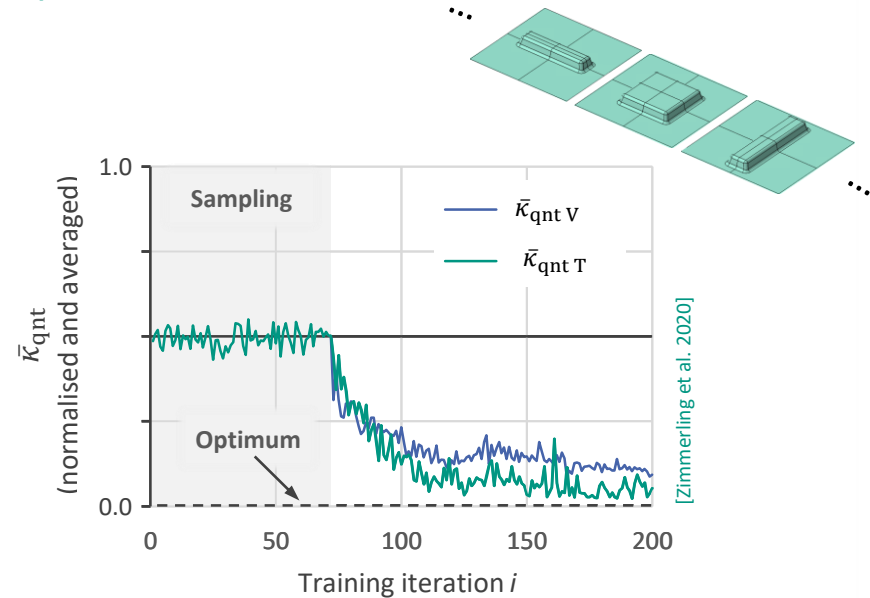 ...
...
1.0
Sampling
κ̄qnt V
κ̄qnt T
κ̄qnt
(normalised and averaged)
Optimum
0.0
0 50 100 150 200
Training iteration i
[Zimmerling et al. 2020]